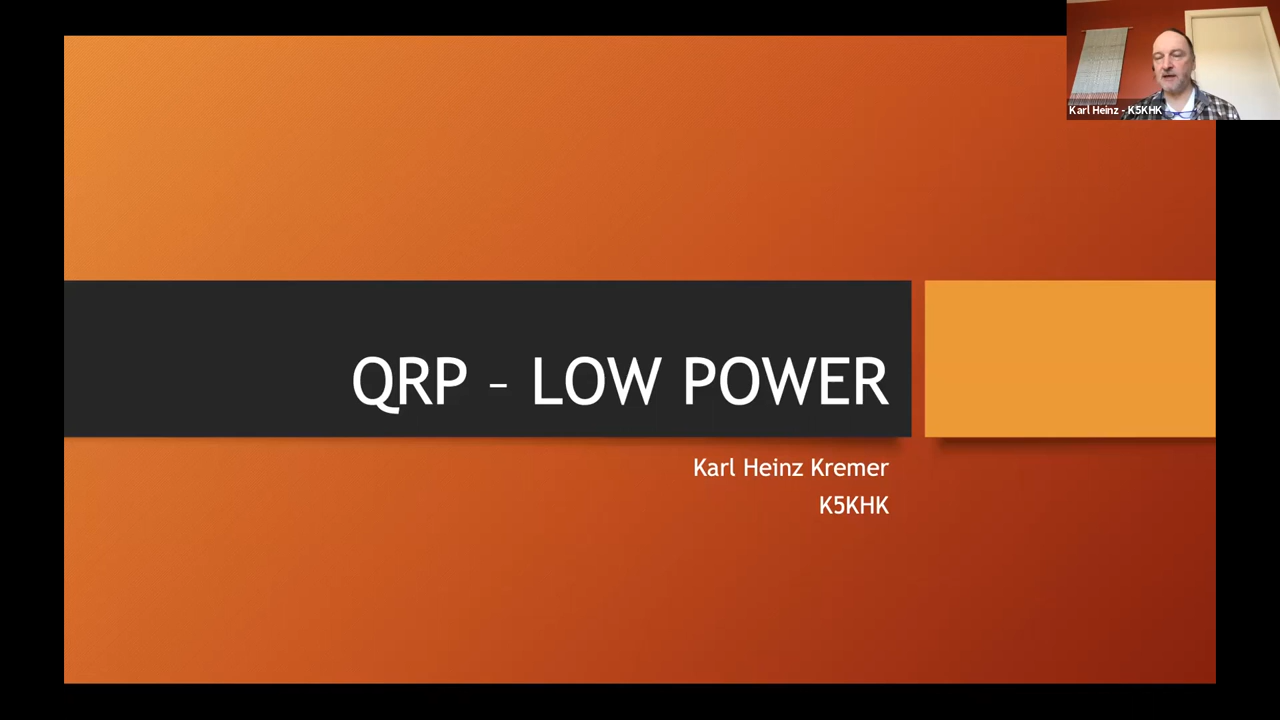 Karl Heinz - K5KHK
QRP – LOW POWER
Karl Heinz Kremer
K5KHK